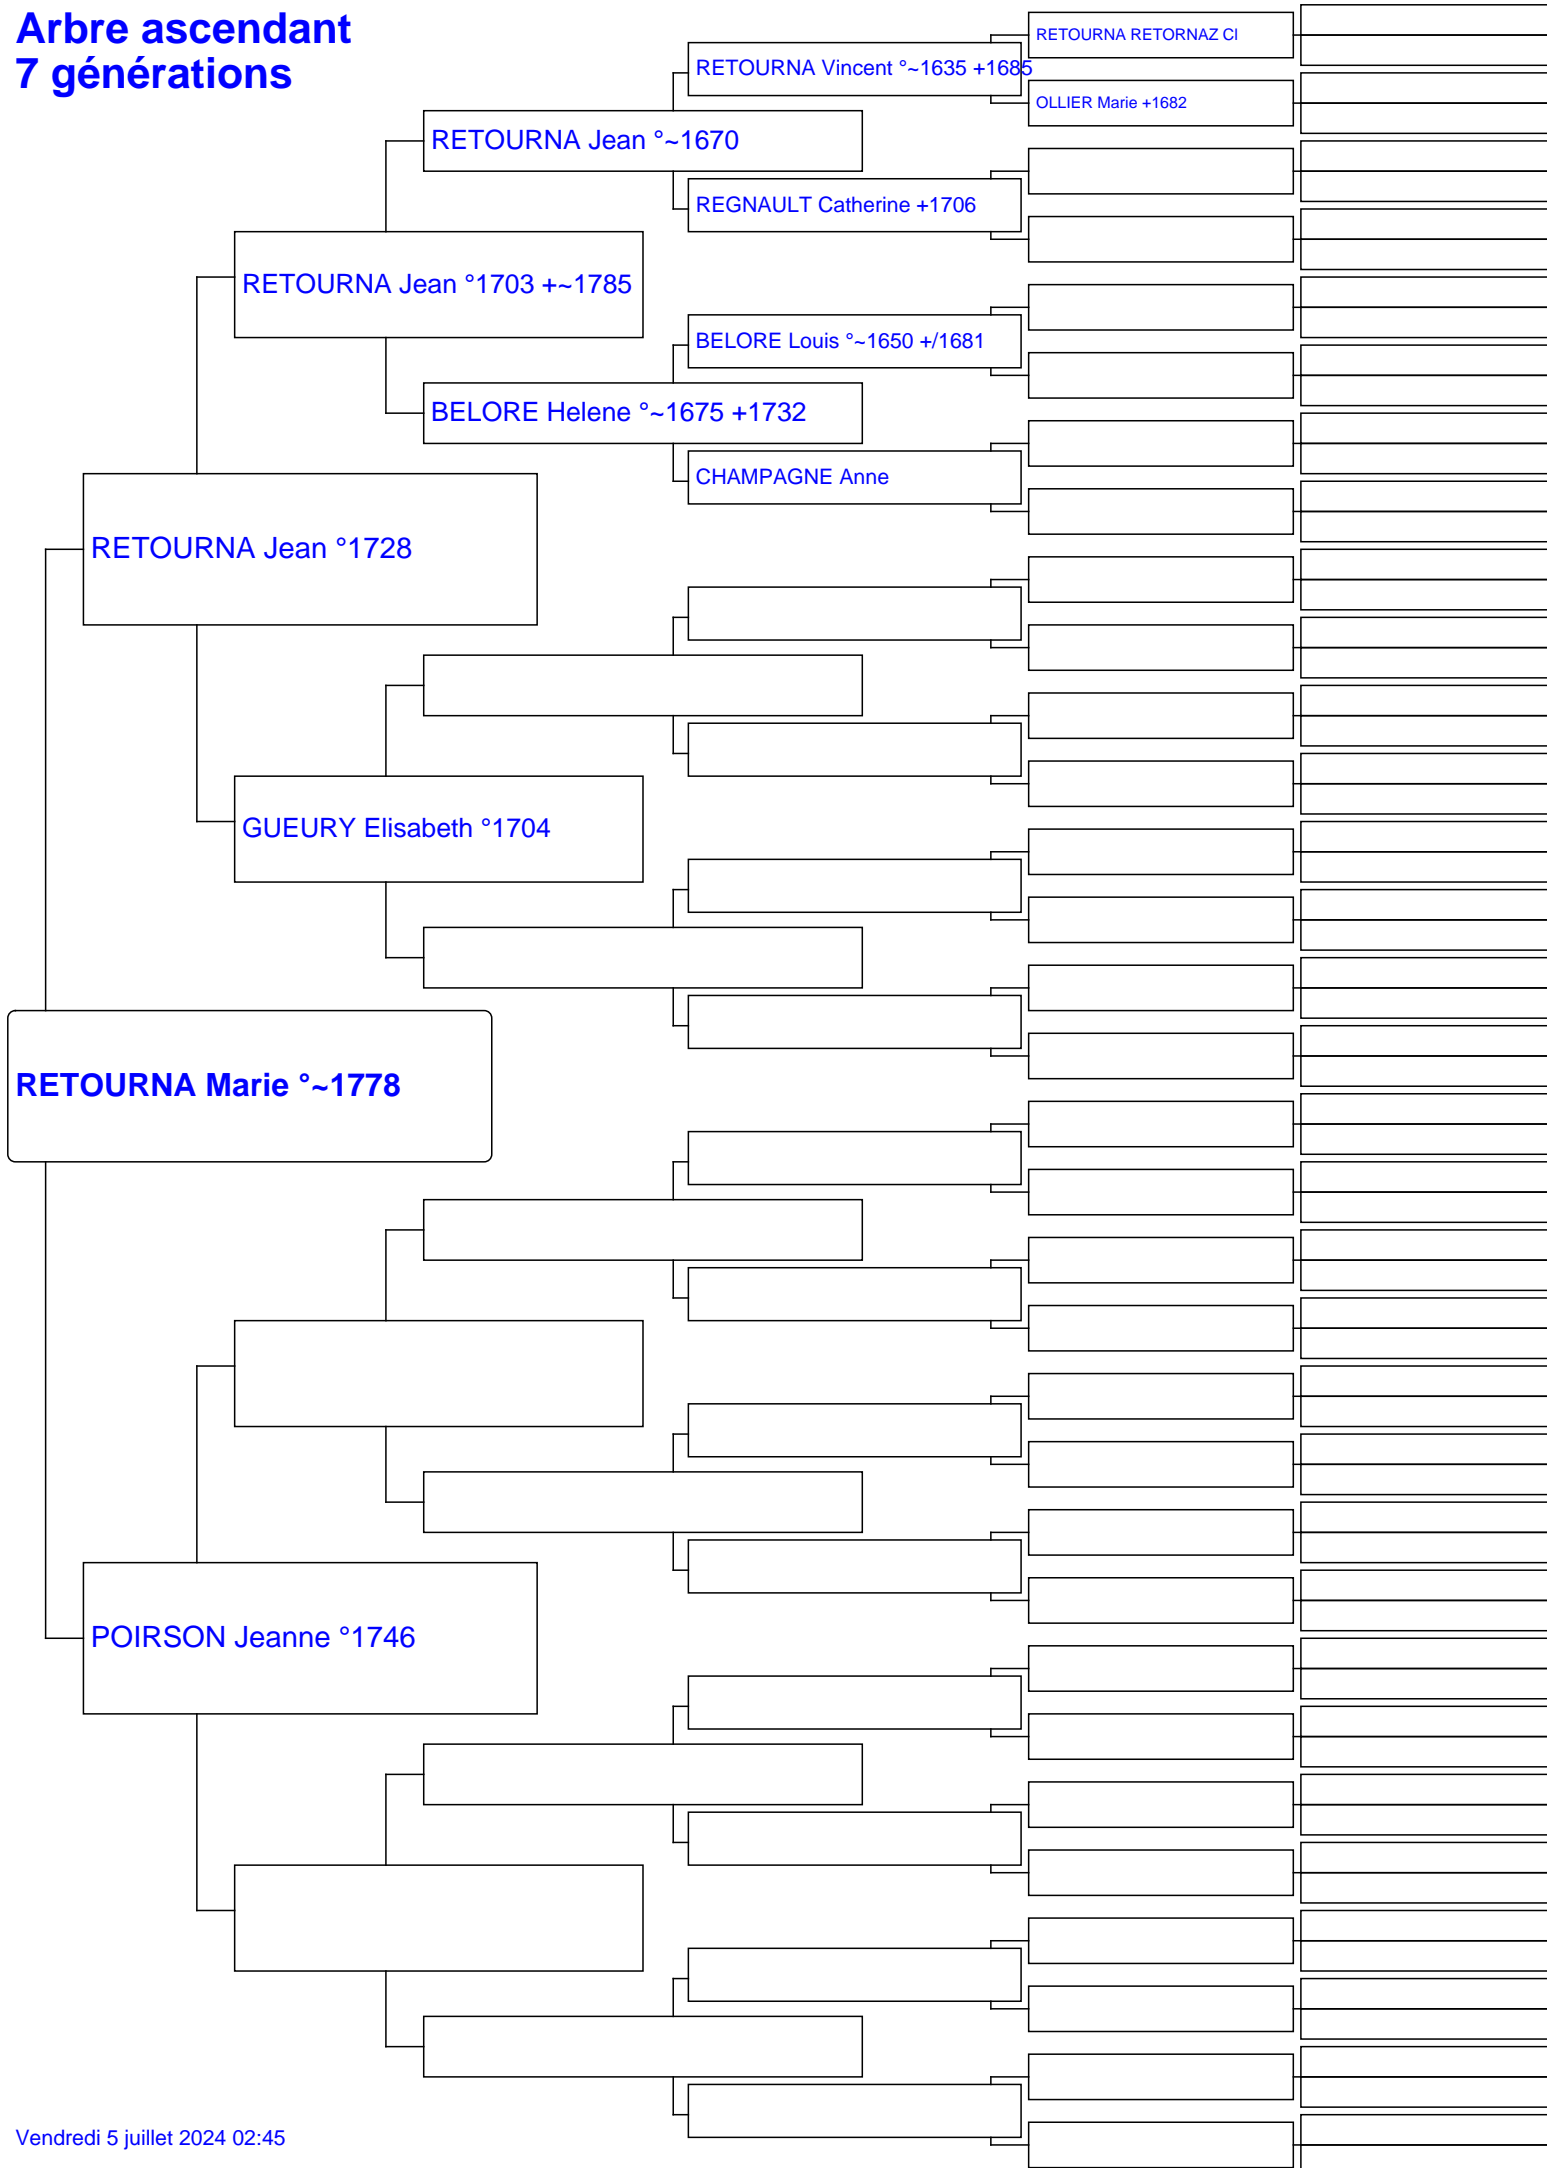 Arbre ascendant
7 générations
RETOURNA RETORNAZ Cl
RETOURNA Vincent °~1635 +1685
OLLIER Marie +1682
RETOURNA Jean °~1670
REGNAULT Catherine +1706
RETOURNA Jean °1703 +~1785
BELORE Louis °~1650 +/1681
BELORE Helene °~1675 +1732
CHAMPAGNE Anne
RETOURNA Jean °1728
GUEURY Elisabeth °1704
RETOURNA Marie °~1778
POIRSON Jeanne °1746
Vendredi 5 juillet 2024 02:45